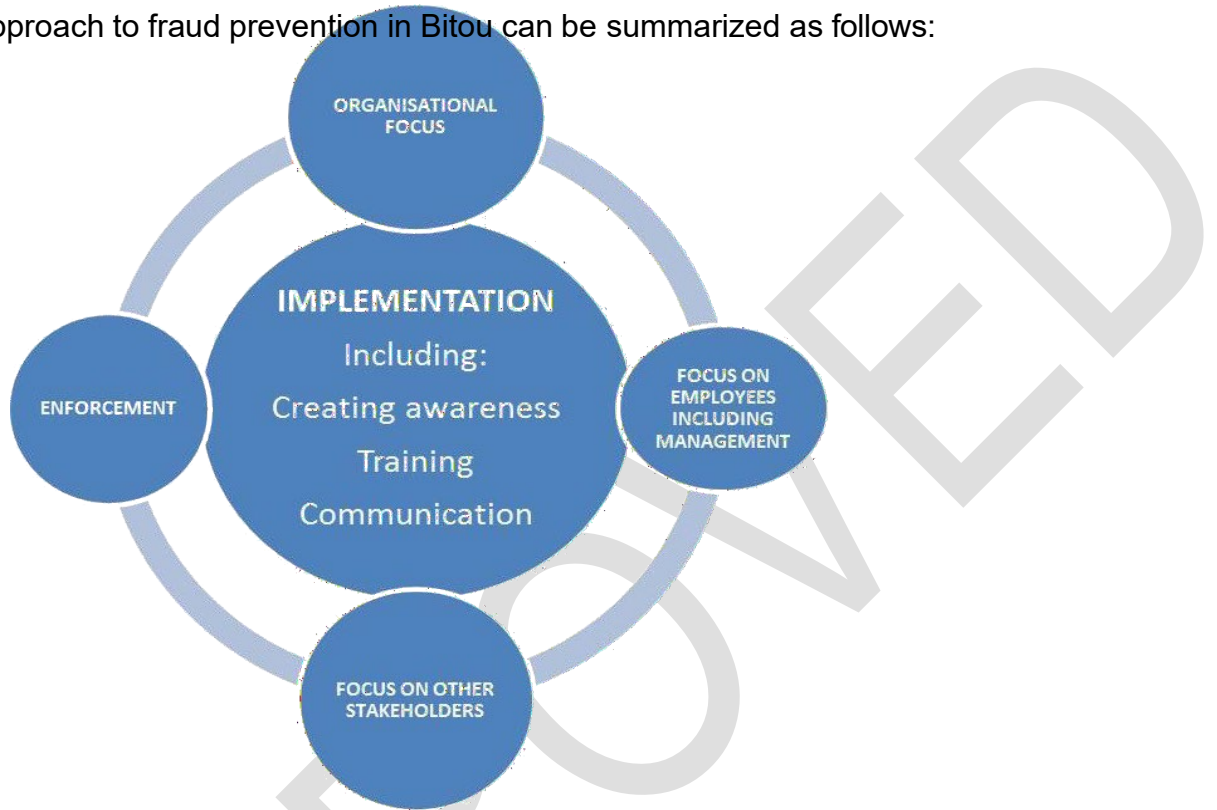 pproach to fraud prevention in Bitou can be summarized as follows:
ORGANISATIONAL
FOCUS
IMPLEMENTATION
Including:
Creating awareness
Training
Communication
ENFORCEMENT
FOCUS ON
EMPLOYEES
INCLUDING
MANAGEMENT
FOCUS ON OTHER
STAKEHOLDERS
OVED